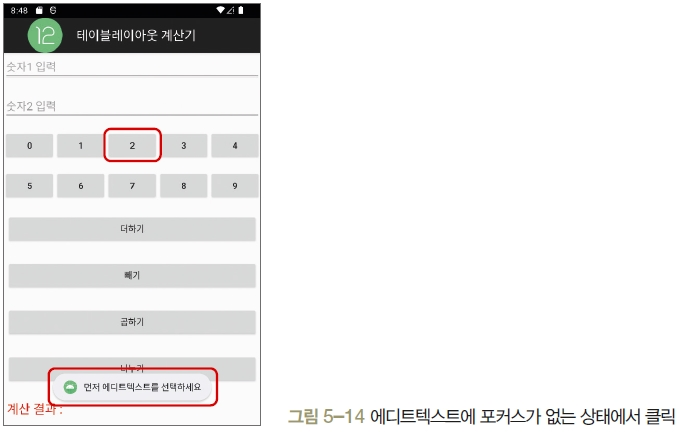 8:48
12 테이블레이아웃 계산기
숫자1 입력
숫자2 입력
0 1 2 3 4
5 6 7 8 9
더하기
빼기
곱하기
나누기
먼저 에디트텍스트를 선택하세요
계산 결과 :
그림 5-14 에디트텍스트에 포커스가 없는 상태에서 클릭